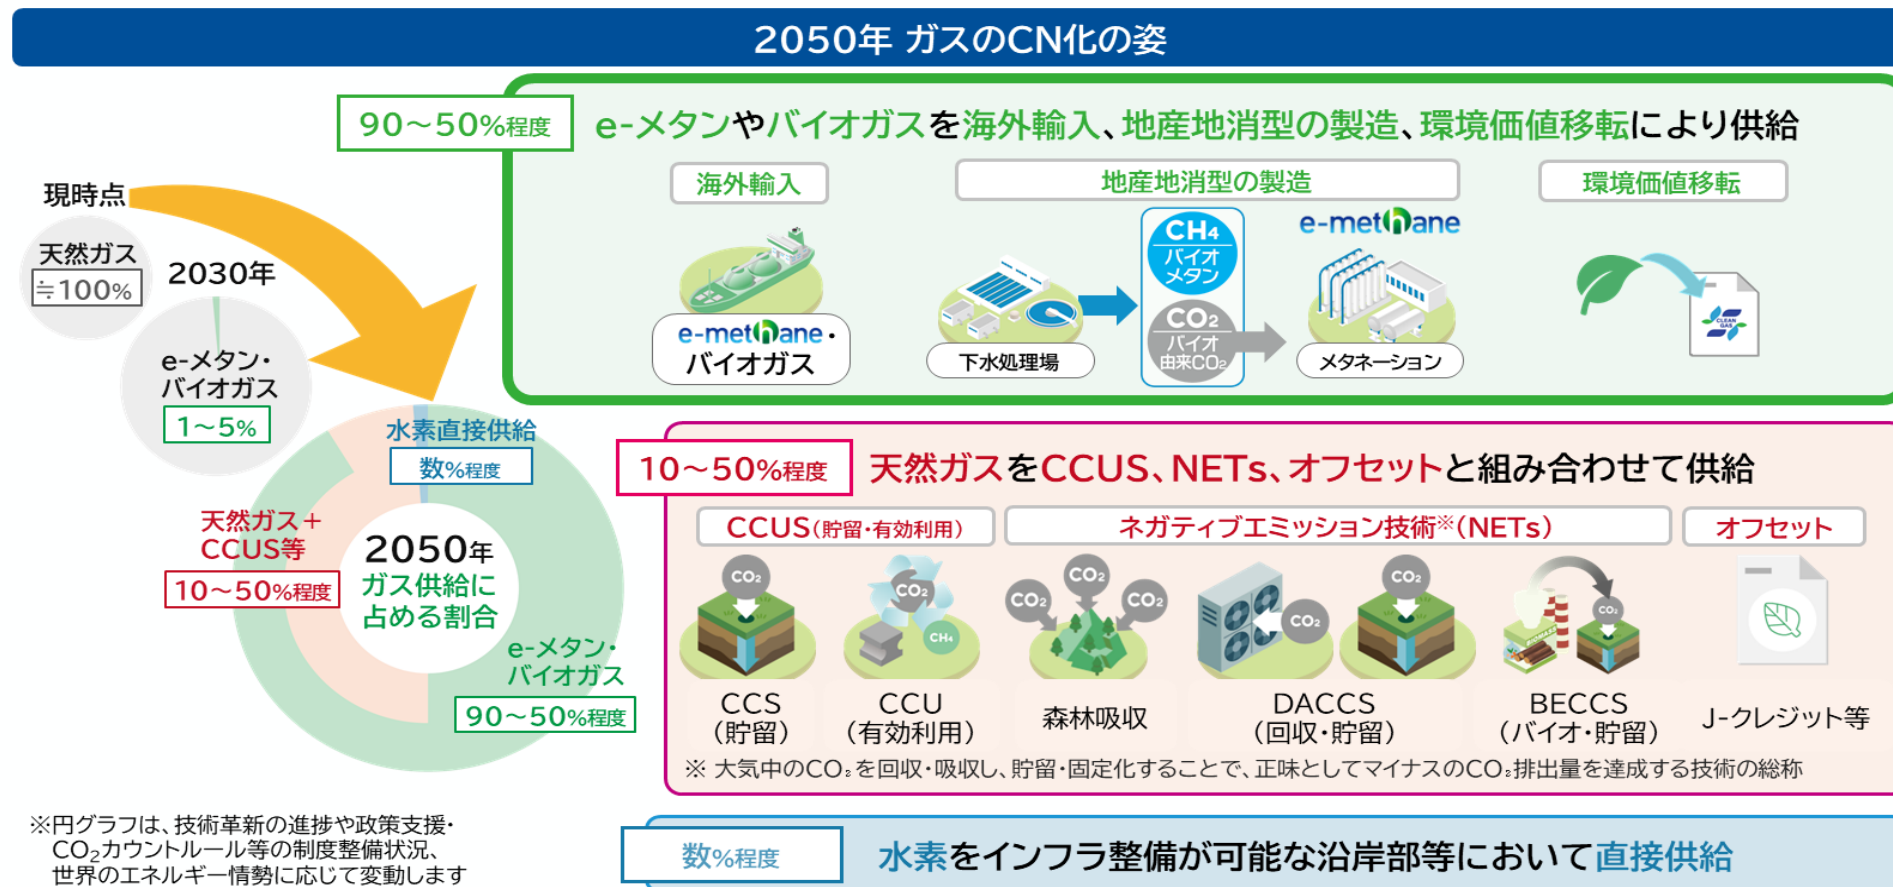 2050年 ガスのCN化の姿
90～50%程度
e-メタンやバイオガスを海外輸入、地産地消型の製造、環境価値移転により供給
海外輸入
地産地消型の製造
環境価値移転
e-methane・
バイオガス
下水処理場
CH4
バイオ
メタン
CO2
バイオ
由来CO2
e-methane
メタネーション
CLEAN
GAS
現時点
天然ガス
≒100%
2030年
e-メタン・
バイオガス
1～5%
水素直接供給
数%程度
天然ガス＋
CCUS等
10～50%程度
2050年
ガス供給に
占める割合
e-メタン・
バイオガス
90～50%程度
※円グラフは、技術革新の進捗や政策支援・
CO2カウントルール等の制度整備状況、
世界のエネルギー情勢に応じて変動します
10～50%程度
天然ガスをCCUS、NETs、オフセットと組み合わせて供給
CCUS(貯留・有効利用)
ネガティブエミッション技術※(NETs)
オフセット
CO2
CO2
CH4
CO2
CO2
CO2
CO2
CO2
BIOMASS
CO2
CCS
(貯留)
CCU
(有効利用)
森林吸収
DACCS
(回収・貯留)
BECCS
(バイオ・貯留)
J-クレジット等
※ 大気中のCO2を回収・吸収し、貯留・固定化することで、正味としてマイナスのCO2排出量を達成する技術の総称
数%程度
水素をインフラ整備が可能な沿岸部等において直接供給